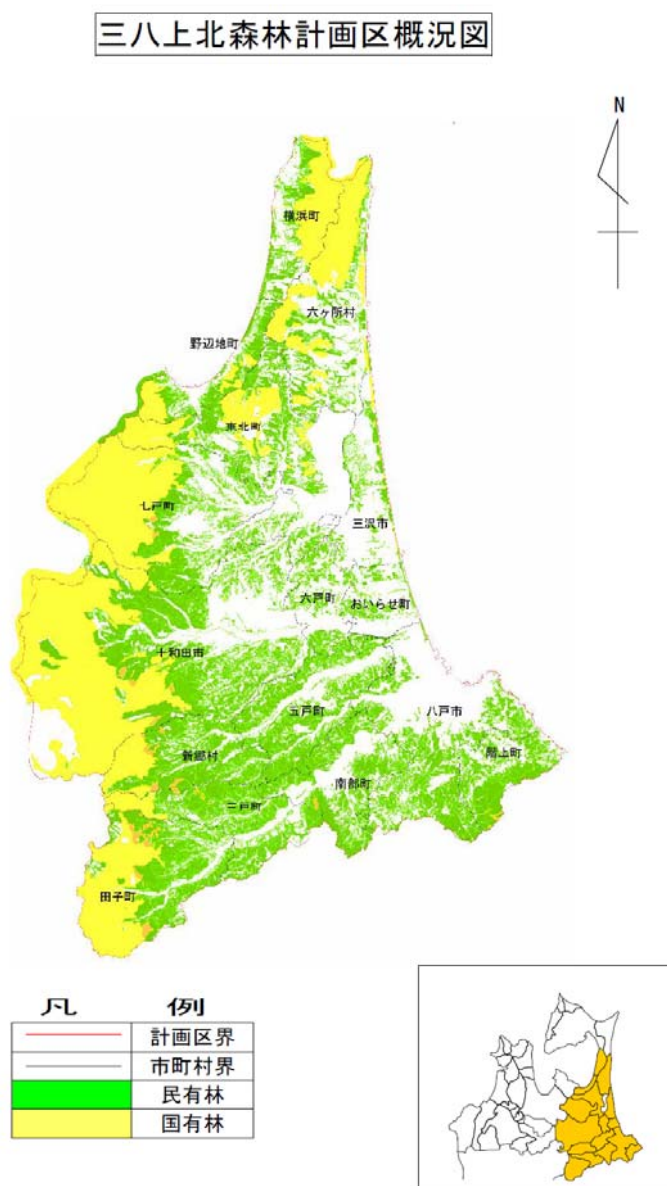 三八上北森林計画区概況図
N
横浜町
六ヶ所村
野辺地町
東北町
七戸町
三沢市
六戸町
おいらせ町
十和田市
五戸町
八戸市
新郷村
階上町
南部町
三戸町
田子町
凡例
計画区界
市町村界
民有林
国有林